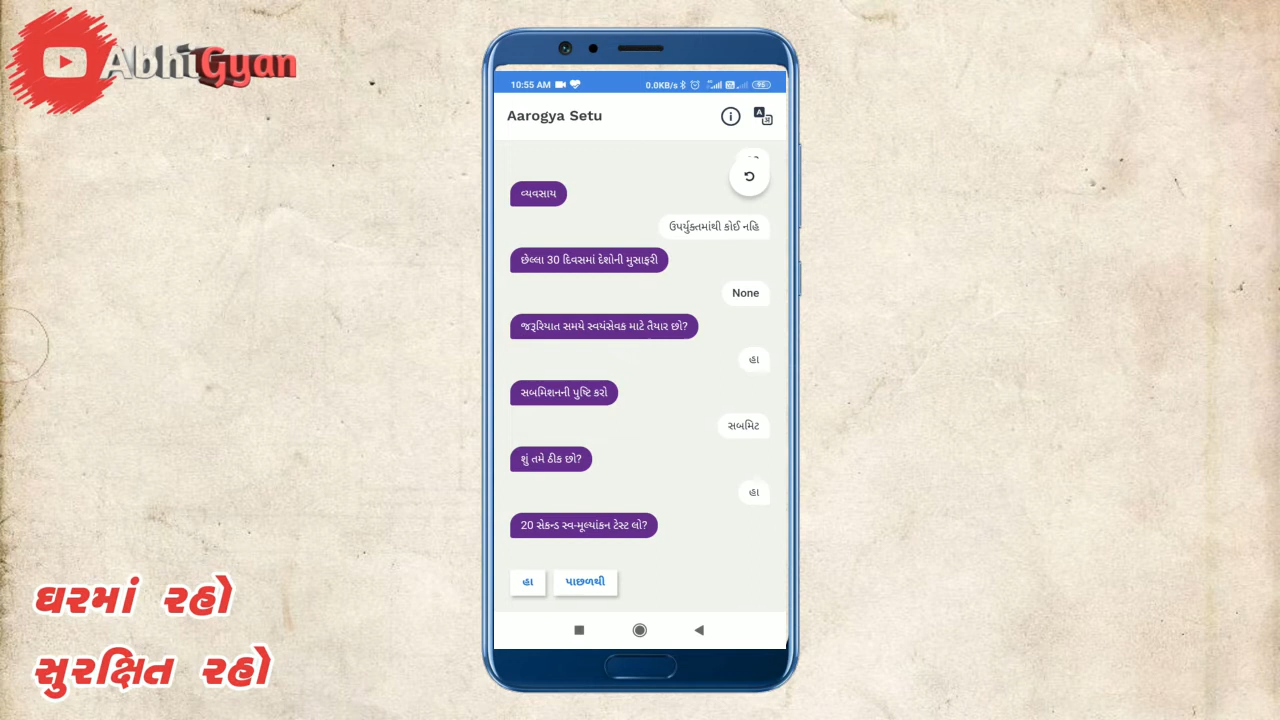 AbhiGyan
10:55 AM
0.0KB/s
95
Aarogya Setu
વ્યવસાય
ઉપર્યુક્તમાંથી કોઈ નહિ
છેલ્લા 30 દિવસમાં દેશોની મુસાફરી
None
જરૂરિયાત સમયે સ્વયંસેવક માટે તૈયાર છો?
હા
સબમિશનની પુષ્ટિ કરો
સબમિટ
શું તમે ઠીક છો?
હા
20 સેકન્ડ સ્વ-મૂલ્યાંકન ટેસ્ટ લો?
હા
પાછળથી
ઘરમાં રહો
સુરક્ષિત રહો